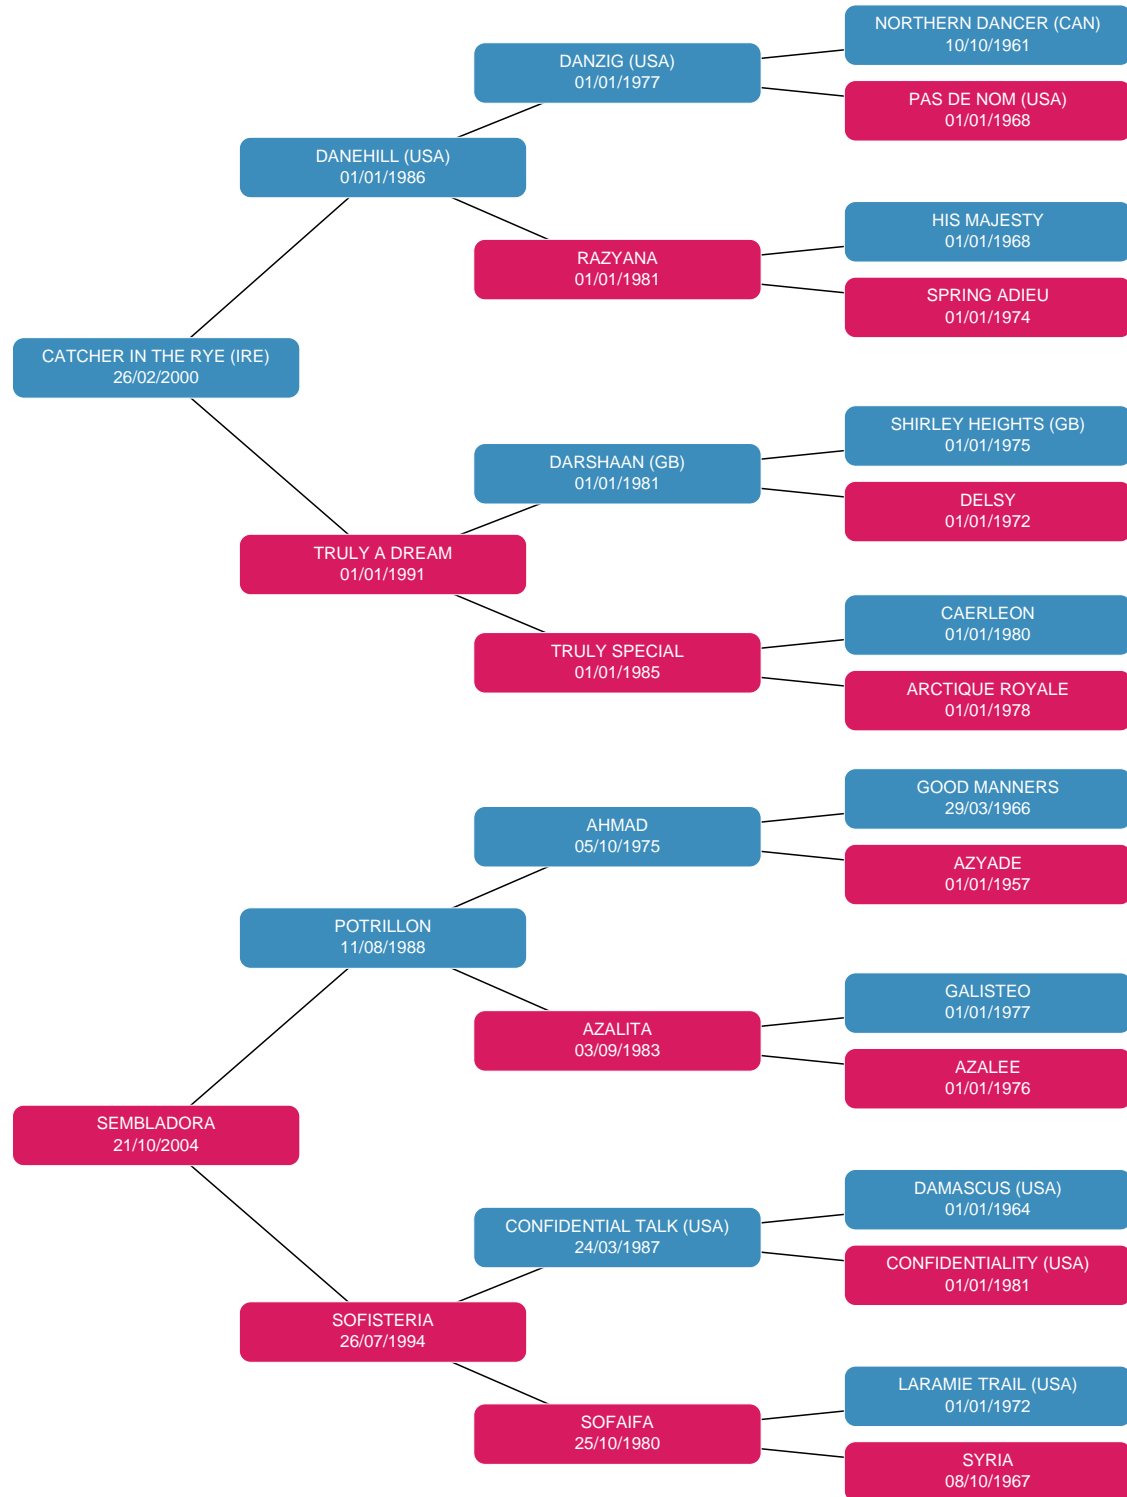 NORTHERN DANCER (CAN)
10/10/1961
DANZIG (USA)
01/01/1977
PAS DE NOM (USA)
01/01/1968
DANEHILL (USA)
01/01/1986
HIS MAJESTY
01/01/1968
RAZYANA
01/01/1981
SPRING ADIEU
01/01/1974
CATCHER IN THE RYE (IRE)
26/02/2000
SHIRLEY HEIGHTS (GB)
01/01/1975
DARSHAAN (GB)
01/01/1981
DELSY
01/01/1972
TRULY A DREAM
01/01/1991
CAERLEON
01/01/1980
TRULY SPECIAL
01/01/1985
ARCTIQUE ROYALE
01/01/1978
GOOD MANNERS
29/03/1966
AHMAD
05/10/1975
AZYADE
01/01/1957
POTRILLON
11/08/1988
GALISTEO
01/01/1977
AZALITA
03/09/1983
AZALEE
01/01/1976
SEMBLADORA
21/10/2004
DAMASCUS (USA)
01/01/1964
CONFIDENTIAL TALK (USA)
24/03/1987
CONFIDENTIALITY (USA)
01/01/1981
SOFISTERIA
26/07/1994
LARAMIE TRAIL (USA)
01/01/1972
SOFAIFA
25/10/1980
SYRIA
08/10/1967